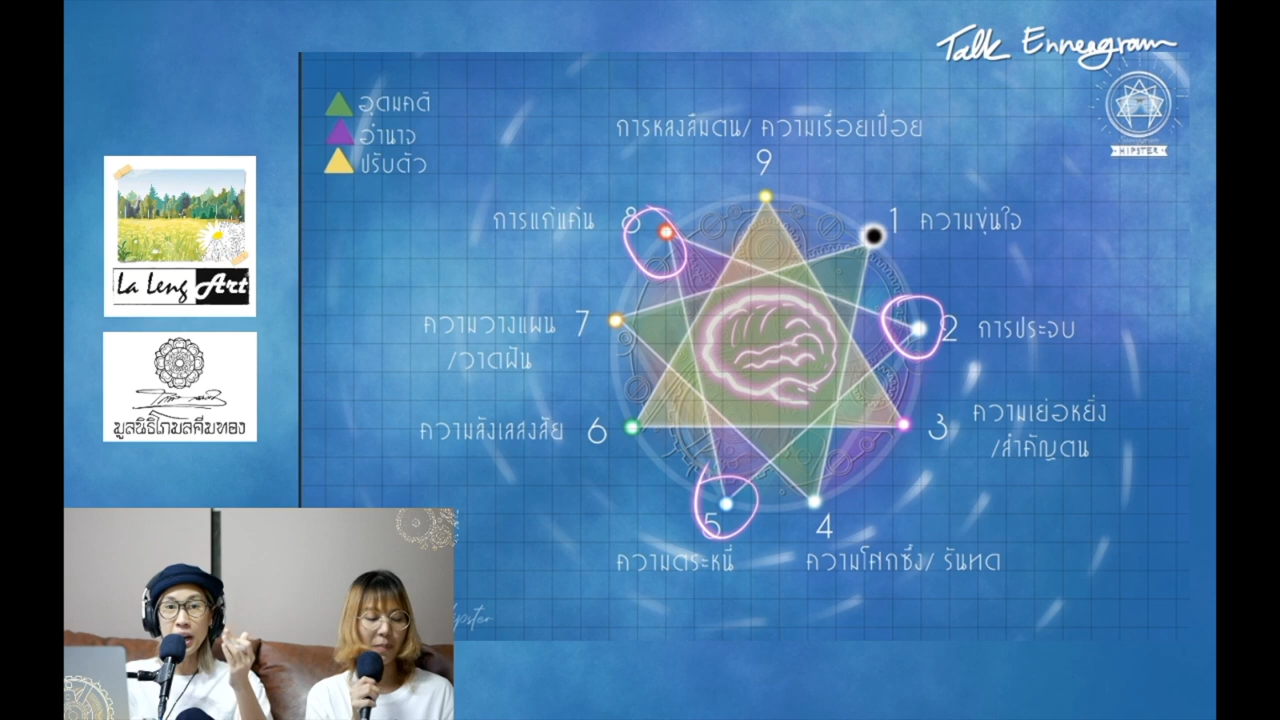 Talk Enneagram
HIPSTER
อุดมคติ
อำนาจ
ปรับตัว
การหลงลืมตน/ ความเรื่อยเปื่อย
9
การแก้แค้น 8
1 ความขุ่นใจ
ความวางแผน 7
/วาดฝัน
2 การประจบ
ความลังเลสงสัย 6
3 ความเย่อหยิ่ง
/สำคัญตน
5
ความตระหนี่
4
ความโศกซึ้ง/ รันทด
La Leng Art
มูลนิธิโกมลคีมทอง